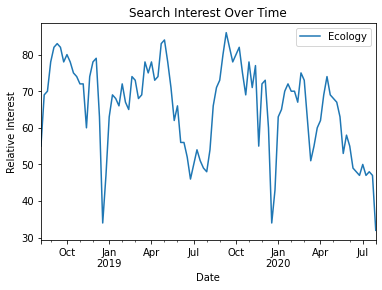 Search Interest Over Time
Ecology
Relative Interest
80
70
60
50
40
30
Oct
Jan
2019
Apr
Jul
Oct
Jan
2020
Apr
Jul
Date